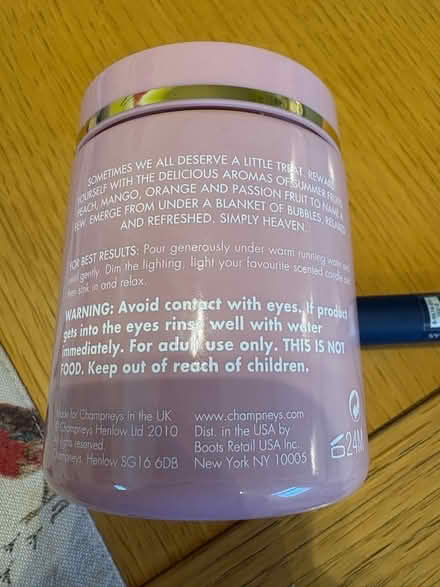 SOMETIMES WE ALL DESERVE A LITTLE TREAT. REWARD
YOURSELF WITH THE DELICIOUS AROMAS OF SUMMER FRUITS,
PEACH, MANGO, ORANGE AND PASSION FRUIT TO NAME A
FEW. EMERGE FROM UNDER A BLANKET OF BUBBLES, RELAXED
AND REFRESHED. SIMPLY HEAVEN.
FOR BEST RESULTS: Pour generously under warm running water and
swirl gently. Dim the lighting, light your favourite scented candle and
then sink in and relax.
WARNING: Avoid contact with eyes. If product
gets into the eyes rinse well with water
immediately. For adult use only. THIS IS NOT
FOOD. Keep out of reach of children.
Made for Champneys in the UK
© Champneys Henlow Ltd 2010
All rights reserved.
Champneys, Henlow SG16 6DB
www.champneys.com
Dist. in the USA by
Boots Retail USA Inc.
New York NY 10005
24M